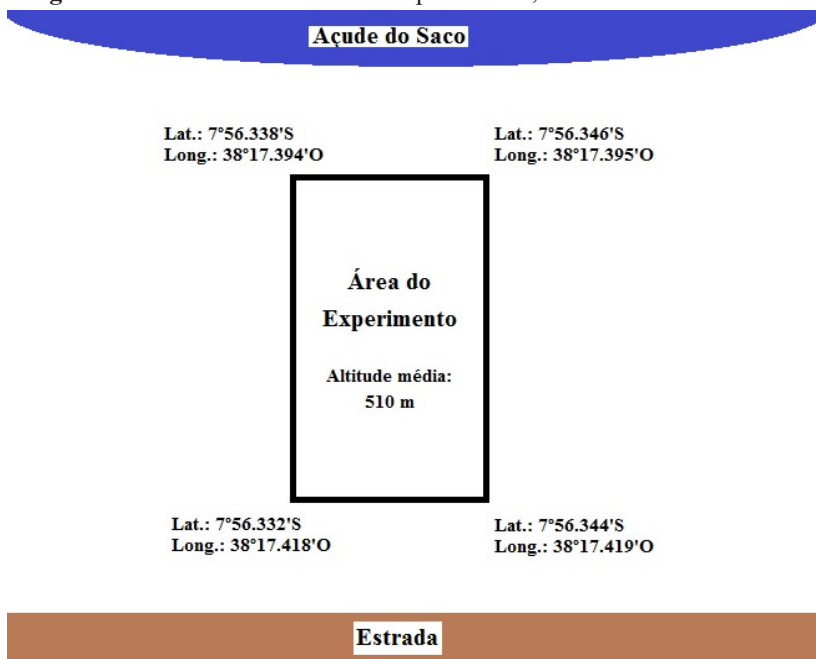 Açude do Saco
Lat.: 7°56.338'S
Long.: 38°17.394'O
Lat.: 7°56.346'S
Long.: 38°17.395'O
Área do
Experimento
Altitude média:
510 m
Lat.: 7°56.332'S
Long.: 38°17.418'O
Lat.: 7°56.344'S
Long.: 38°17.419'O
Estrada